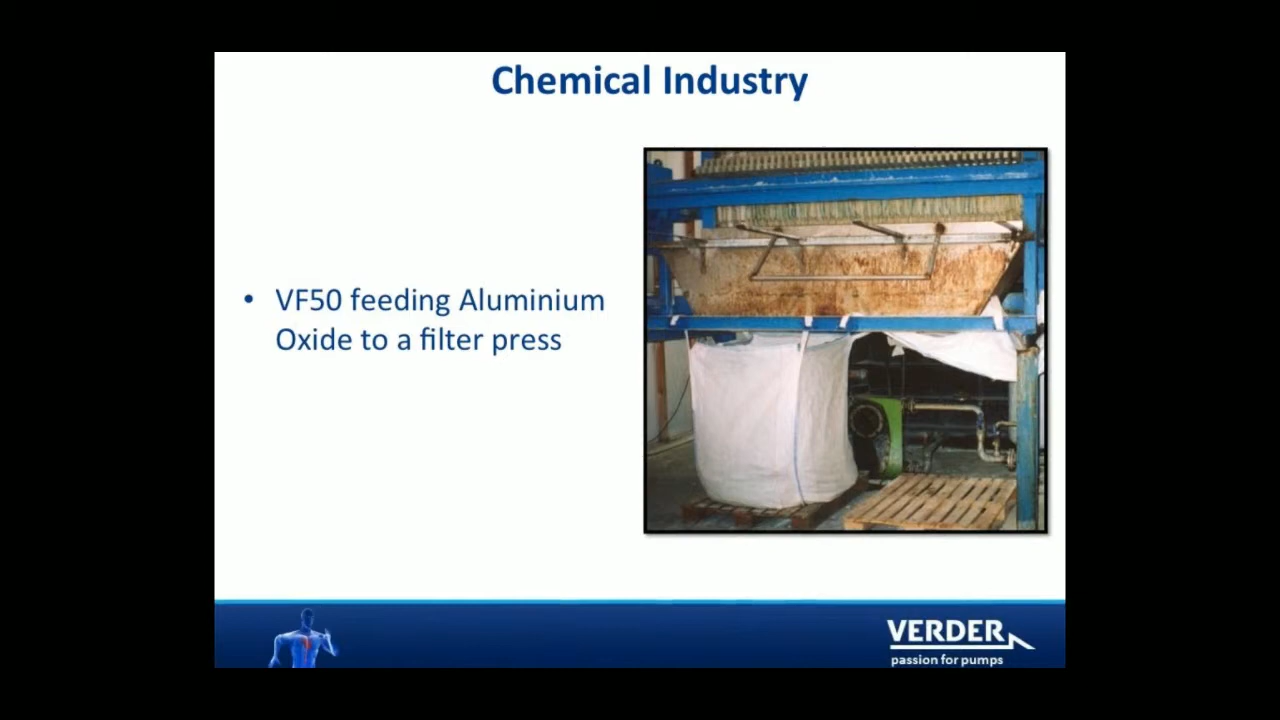 Chemical Industry
• VF50 feeding Aluminium
Oxide to a filter press
VERDER
passion for pumps